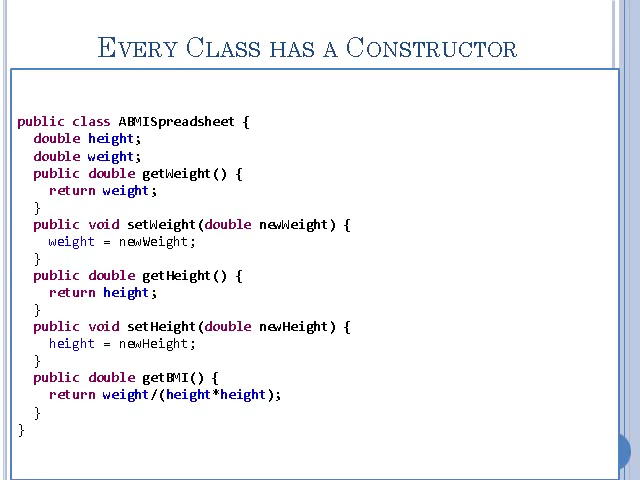 EVERY CLASS HAS A CONSTRUCTOR
public class ABMISpreadsheet {
  double height;
  double weight;
  public double getWeight() {
    return weight;
  }
  public void setWeight(double newWeight) {
    weight = newWeight;
  }
  public double getHeight() {
    return height;
  }
  public void setHeight(double newHeight) {
    height = newHeight;
  }
  public double getBMI() {
    return weight/(height*height);
  }
}